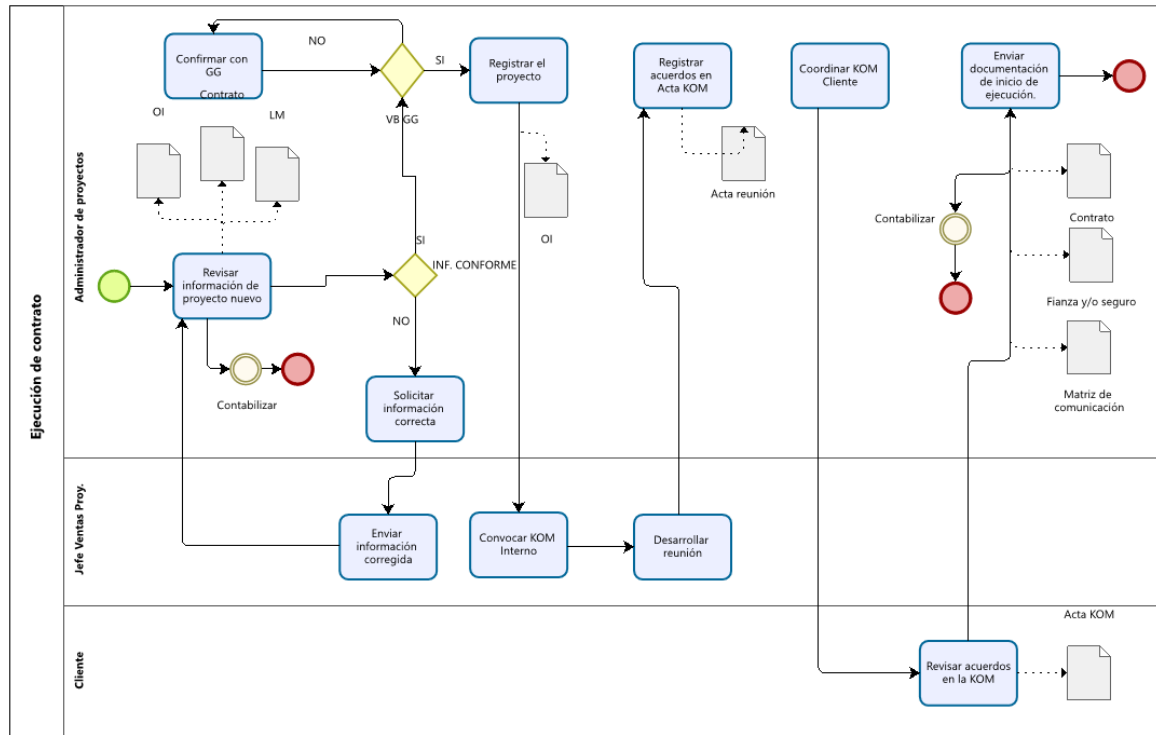 Ejecución de contrato
Administrador de proyectos
Confirmar con
GG
NO
SI
VB GG
Registrar el
proyecto
Registrar
acuerdos en
Acta KOM
Coordinar KOM
Cliente
Enviar
documentación
de inicio de
ejecución.
OI
Contrato
LM
OI
Acta reunión
Contabilizar
Contrato
Fianza y/o seguro
Matriz de
comunicación
Revisar
información de
proyecto nuevo
SI
INF. CONFORME
NO
Contabilizar
Solicitar
información
correcta
Jefe Ventas Proy.
Enviar
información
corregida
Convocar KOM
Interno
Desarrollar
reunión
Cliente
Revisar acuerdos
en la KOM
Acta KOM